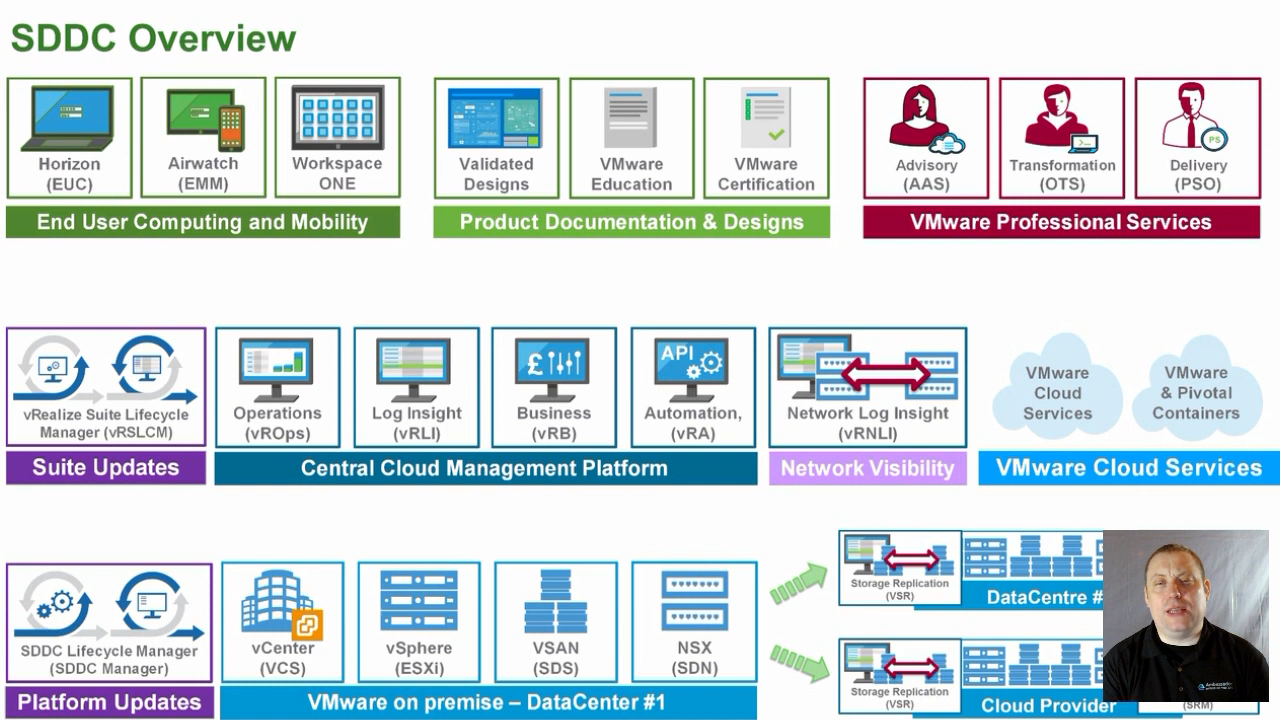 SDDC Overview
Horizon
(EUC)
Airwatch
(EMM)
Workspace
ONE
End User Computing and Mobility
Validated
Designs
VMware
Education
VMware
Certification
Product Documentation & Designs
Advisory
(AAS)
Transformation
(OTS)
PS
Delivery
(PSO)
VMware Professional Services
vRealize Suite Lifecycle
Manager (vRSLCM)
Suite Updates
Operations
(vROps)
Log Insight
(vRLI)
£
Business
(vRB)
API
Automation,
(vRA)
Central Cloud Management Platform
Network Log Insight
(vRNLI)
Network Visibility
VMware
Cloud
Services
VMware
& Pivotal
Containers
VMware Cloud Services
SDDC Lifecycle Manager
(SDDC Manager)
Platform Updates
vCenter
(VCS)
vSphere
(ESXi)
VSAN
(SDS)
NSX
(SDN)
VMware on premise – DataCenter #1
Storage Replication
(VSR)
DataCentre #
Storage Replication
(VSR)
Cloud Provider
(SRM)